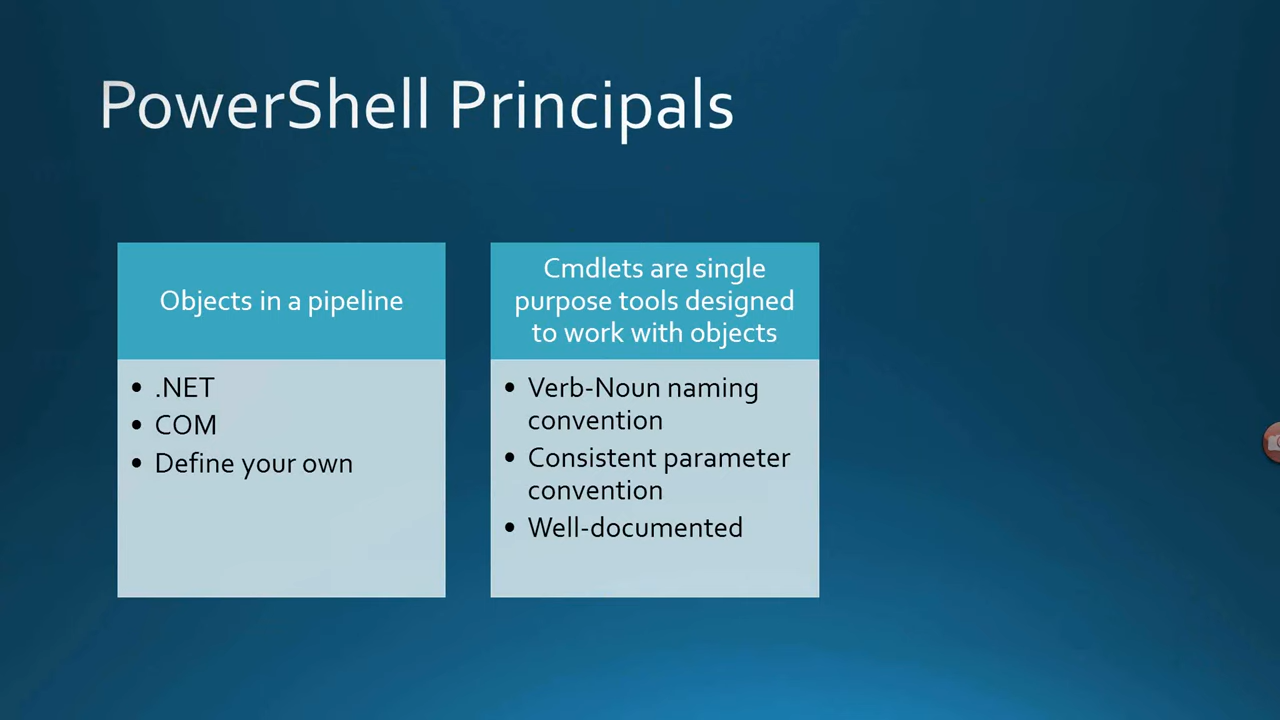 PowerShell Principals
Objects in a pipeline
• .NET
• COM
• Define your own
Cmdlets are single
purpose tools designed
to work with objects
• Verb-Noun naming
convention
• Consistent parameter
convention
• Well-documented